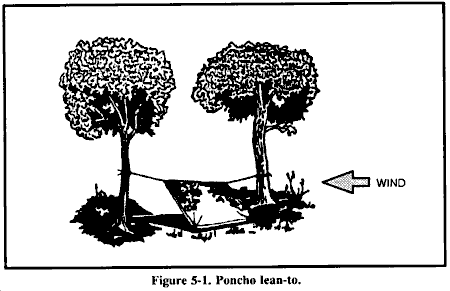 WIND
Figure 5-1. Poncho lean-to.